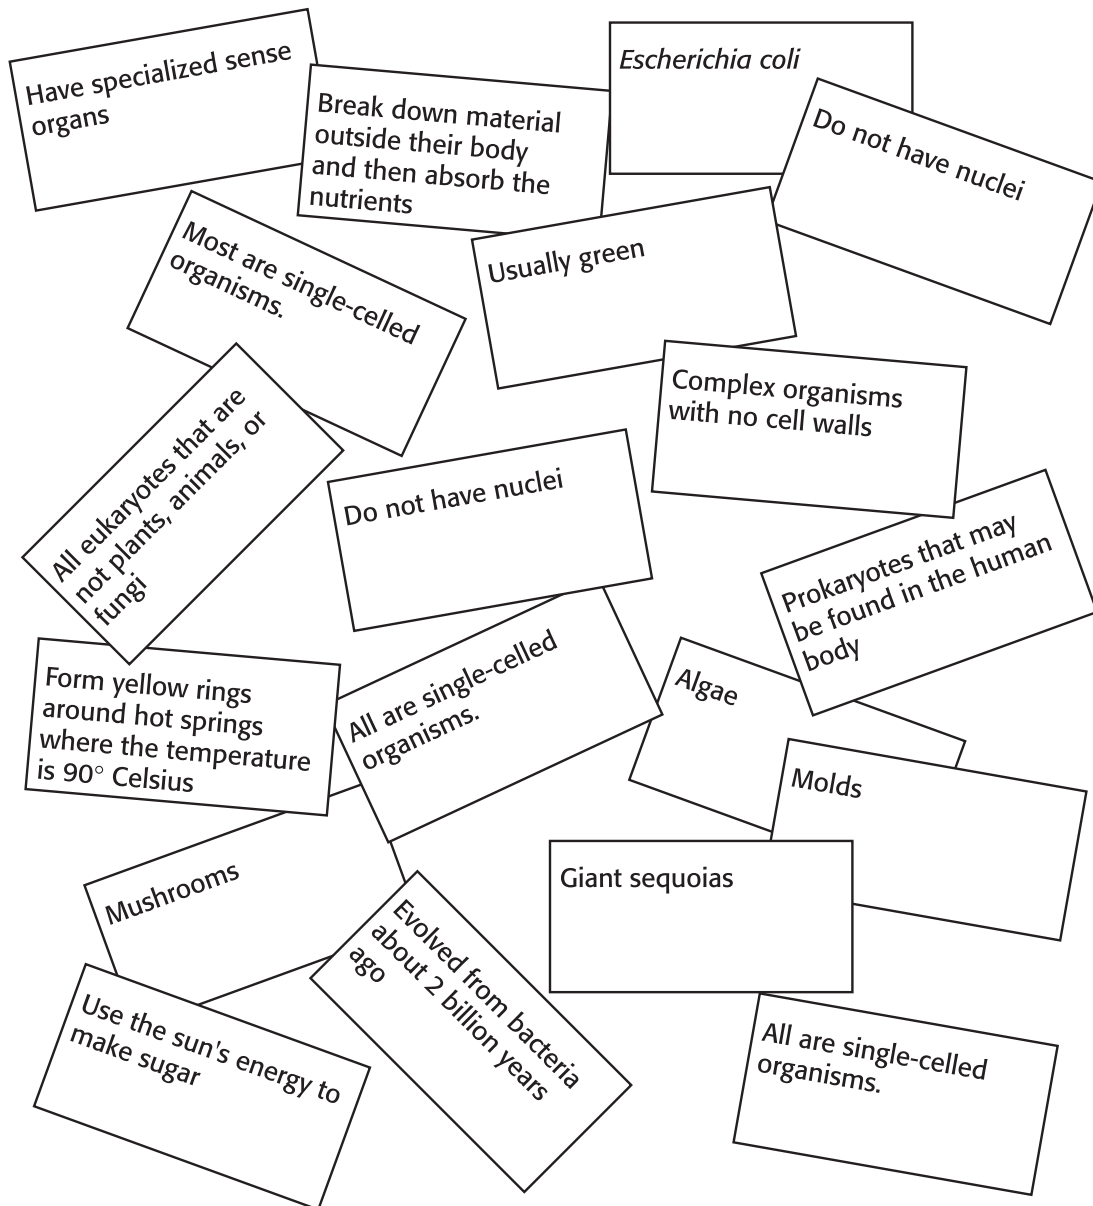 Have specialized sense
organs
Break down material
outside their body
and then absorb the
nutrients
Escherichia coli
Do not have nuclei
Most are single-celled
organisms.
Usually green
Complex organisms
with no cell walls
All eukaryotes that are
not plants, animals, or
fungi
Do not have nuclei
Prokaryotes that may
be found in the human
body
Form yellow rings
around hot springs
where the temperature
is 90° Celsius
All are single-celled
organisms.
Algae
Molds
Mushrooms
Giant sequoias
Evolved from bacteria
about 2 billion years
ago
Use the sun's energy to
make sugar
All are single-celled
organisms.